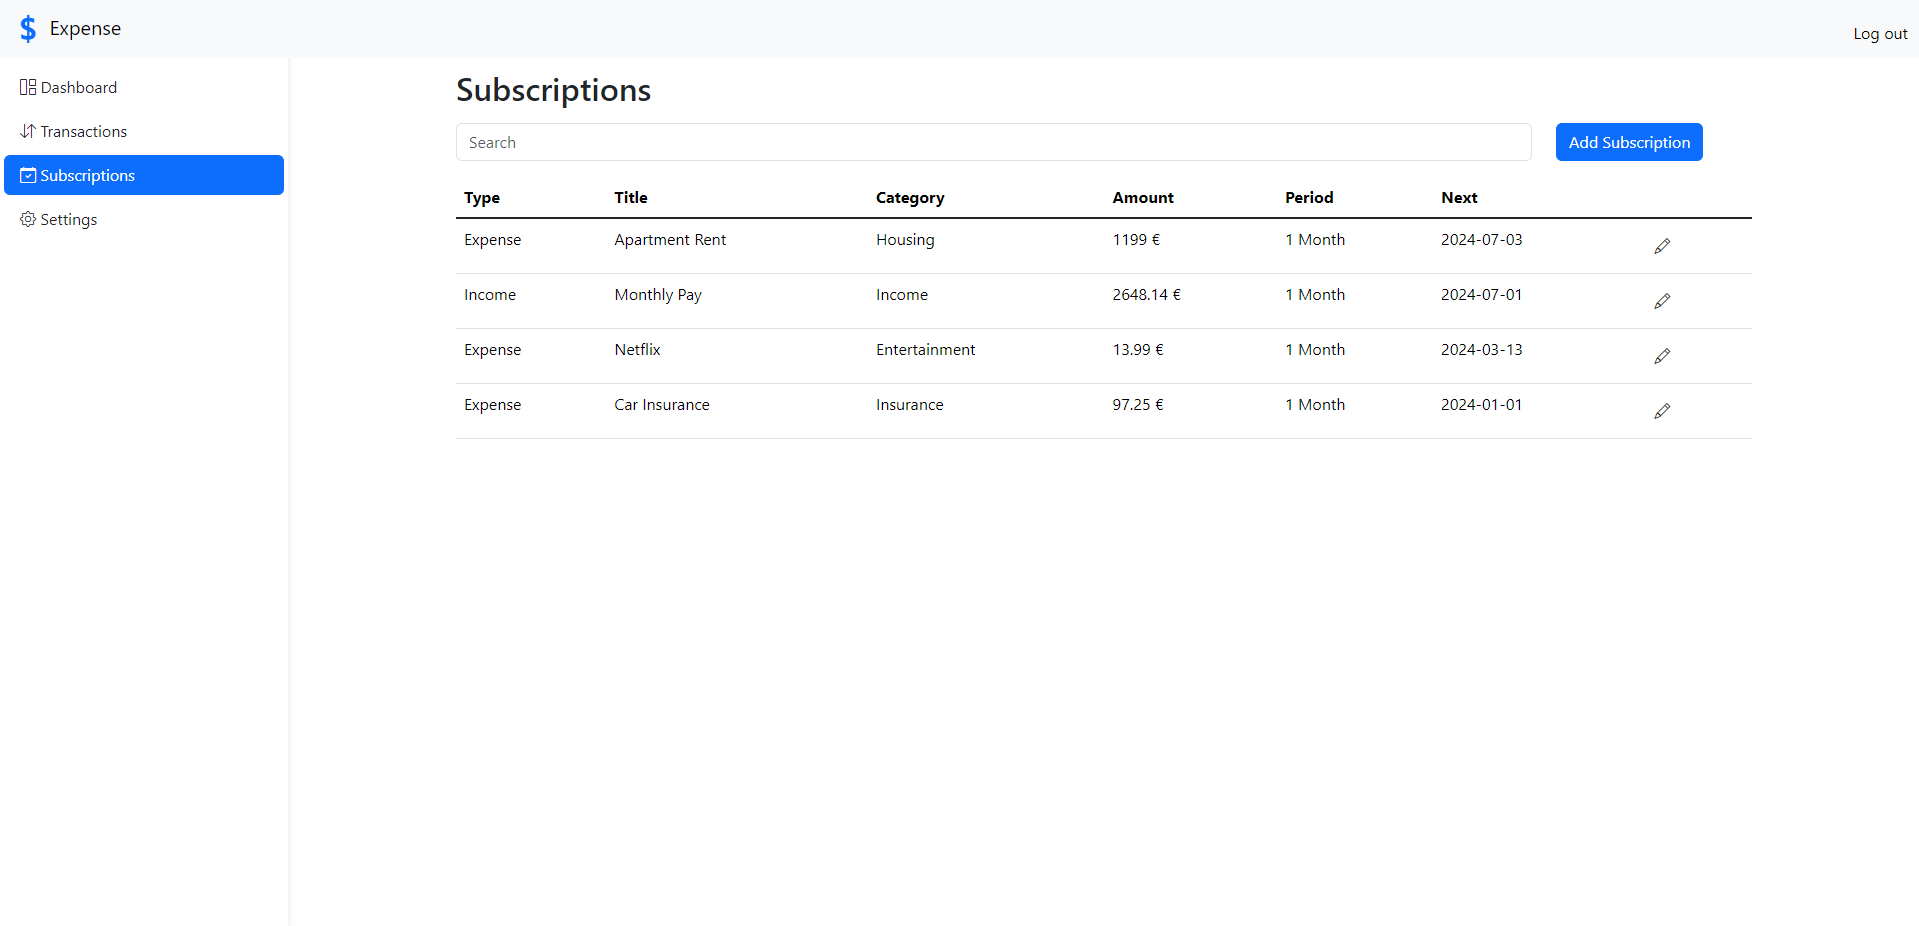 $ Expense
Log out
Dashboard
Transactions
Subscriptions
Settings
Subscriptions
Search
Add Subscription
Type Title Category Amount Period Next
Expense Apartment Rent Housing 1199 € 1 Month 2024-07-03
Income Monthly Pay Income 2648.14 € 1 Month 2024-07-01
Expense Netflix Entertainment 13.99 € 1 Month 2024-03-13
Expense Car Insurance Insurance 97.25 € 1 Month 2024-01-01